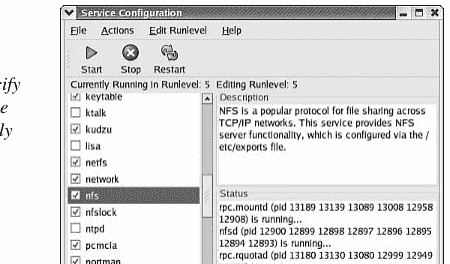 Service Configuration
File Actions Edit Runlevel Help
Start Stop Restart
Currently Running in Runlevel: 5 Editing Runlevel: 5
keytable
ktalk
kudzu
lisa
netfs
network
nfs
nfslock
ntpd
pcmcia
portmap
Description
NFS is a popular protocol for file sharing across
TCP/IP networks. This service provides NFS
server functionality, which is configured via the /
etc/exports file.
Status
rpc.mountd (pid 13189 13139 13089 13008 12958
12908) is running...
nfsd (pid 12900 12899 12898 12897 12896 12895
12894 12893) is running...
rpc.rquotad (pid 13180 13130 13080 12999 12949